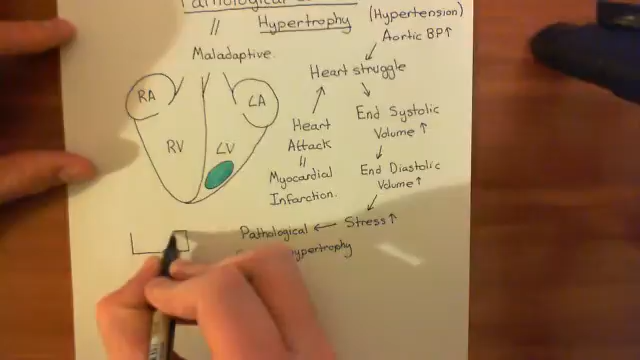 Pathological
Hypertrophy
(Hypertension)
Aortic BP↑
Maladaptive.
Heart struggle
RA
LA
RV
LV
Heart
Attack
Myocardial
Infarction.
End Systolic
Volume ↑
End Diastolic
Volume↑
Stress↑
Pathological
hypertrophy